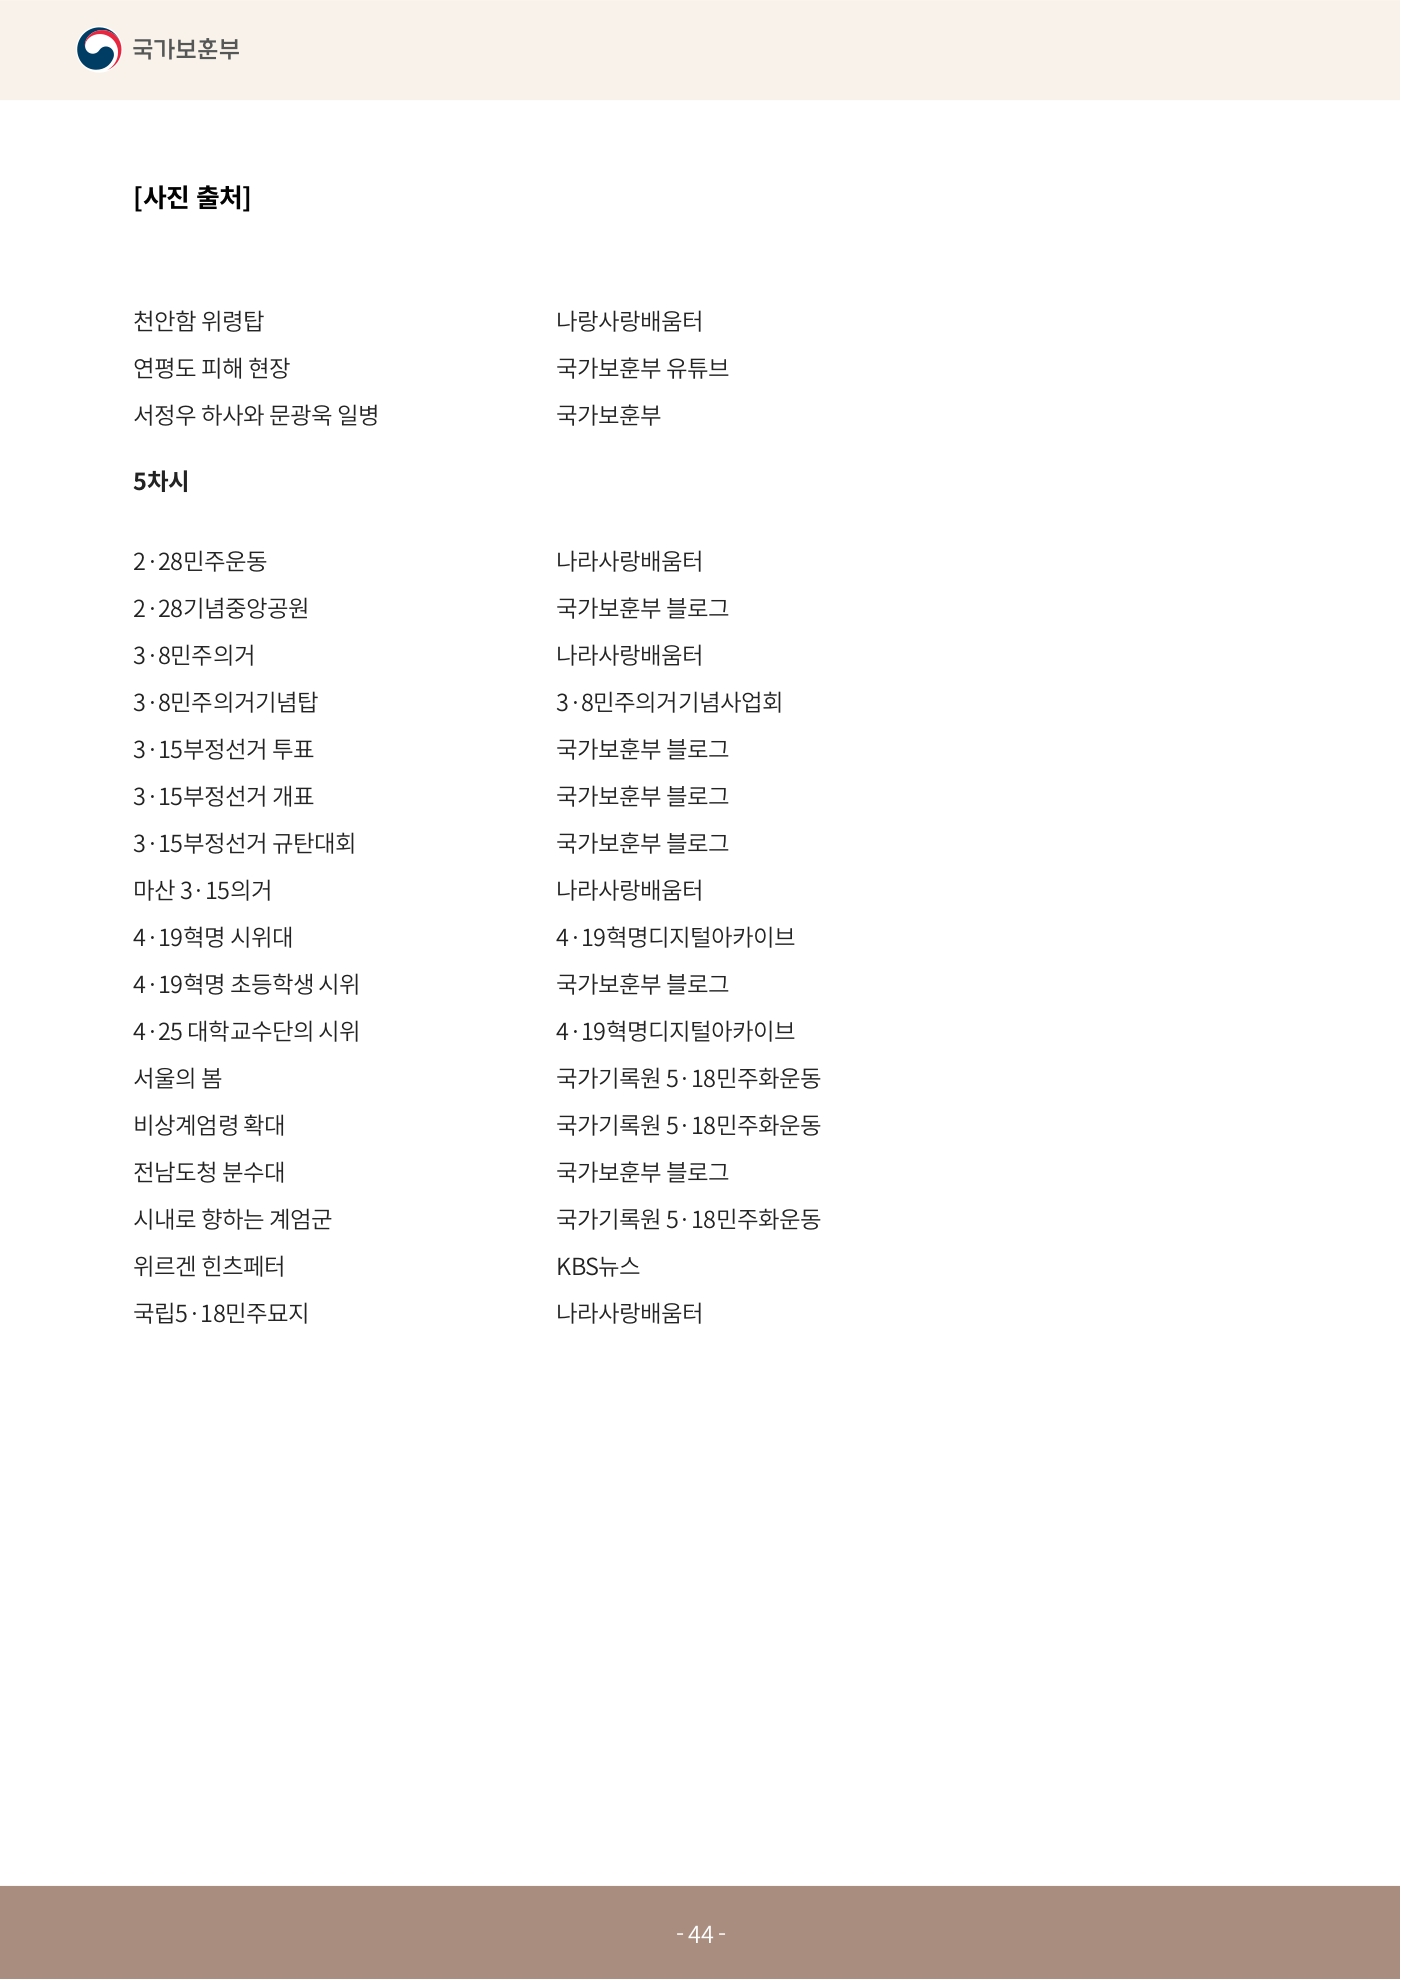 국가보훈부
[사진 출처]
천안함 위령탑 나랑사랑배움터
연평도 피해 현장 국가보훈부 유튜브
서정우 하사와 문광욱 일병 국가보훈부
5차시
2·28민주운동 나라사랑배움터
2·28기념중앙공원 국가보훈부 블로그
3·8민주의거 나라사랑배움터
3·8민주의거기념탑 3·8민주의거기념사업회
3·15부정선거 투표 국가보훈부 블로그
3·15부정선거 개표 국가보훈부 블로그
3·15부정선거 규탄대회 국가보훈부 블로그
마산 3·15의거 나라사랑배움터
4·19혁명 시위대 4·19혁명디지털아카이브
4·19혁명 초등학생 시위 국가보훈부 블로그
4·25 대학교수단의 시위 4·19혁명디지털아카이브
서울의 봄 국가기록원 5·18민주화운동
비상계엄령 확대 국가기록원 5·18민주화운동
전남도청 분수대 국가보훈부 블로그
시내로 향하는 계엄군 국가기록원 5·18민주화운동
위르겐 힌츠페터 KBS뉴스
국립5·18민주묘지 나라사랑배움터
- 44 -